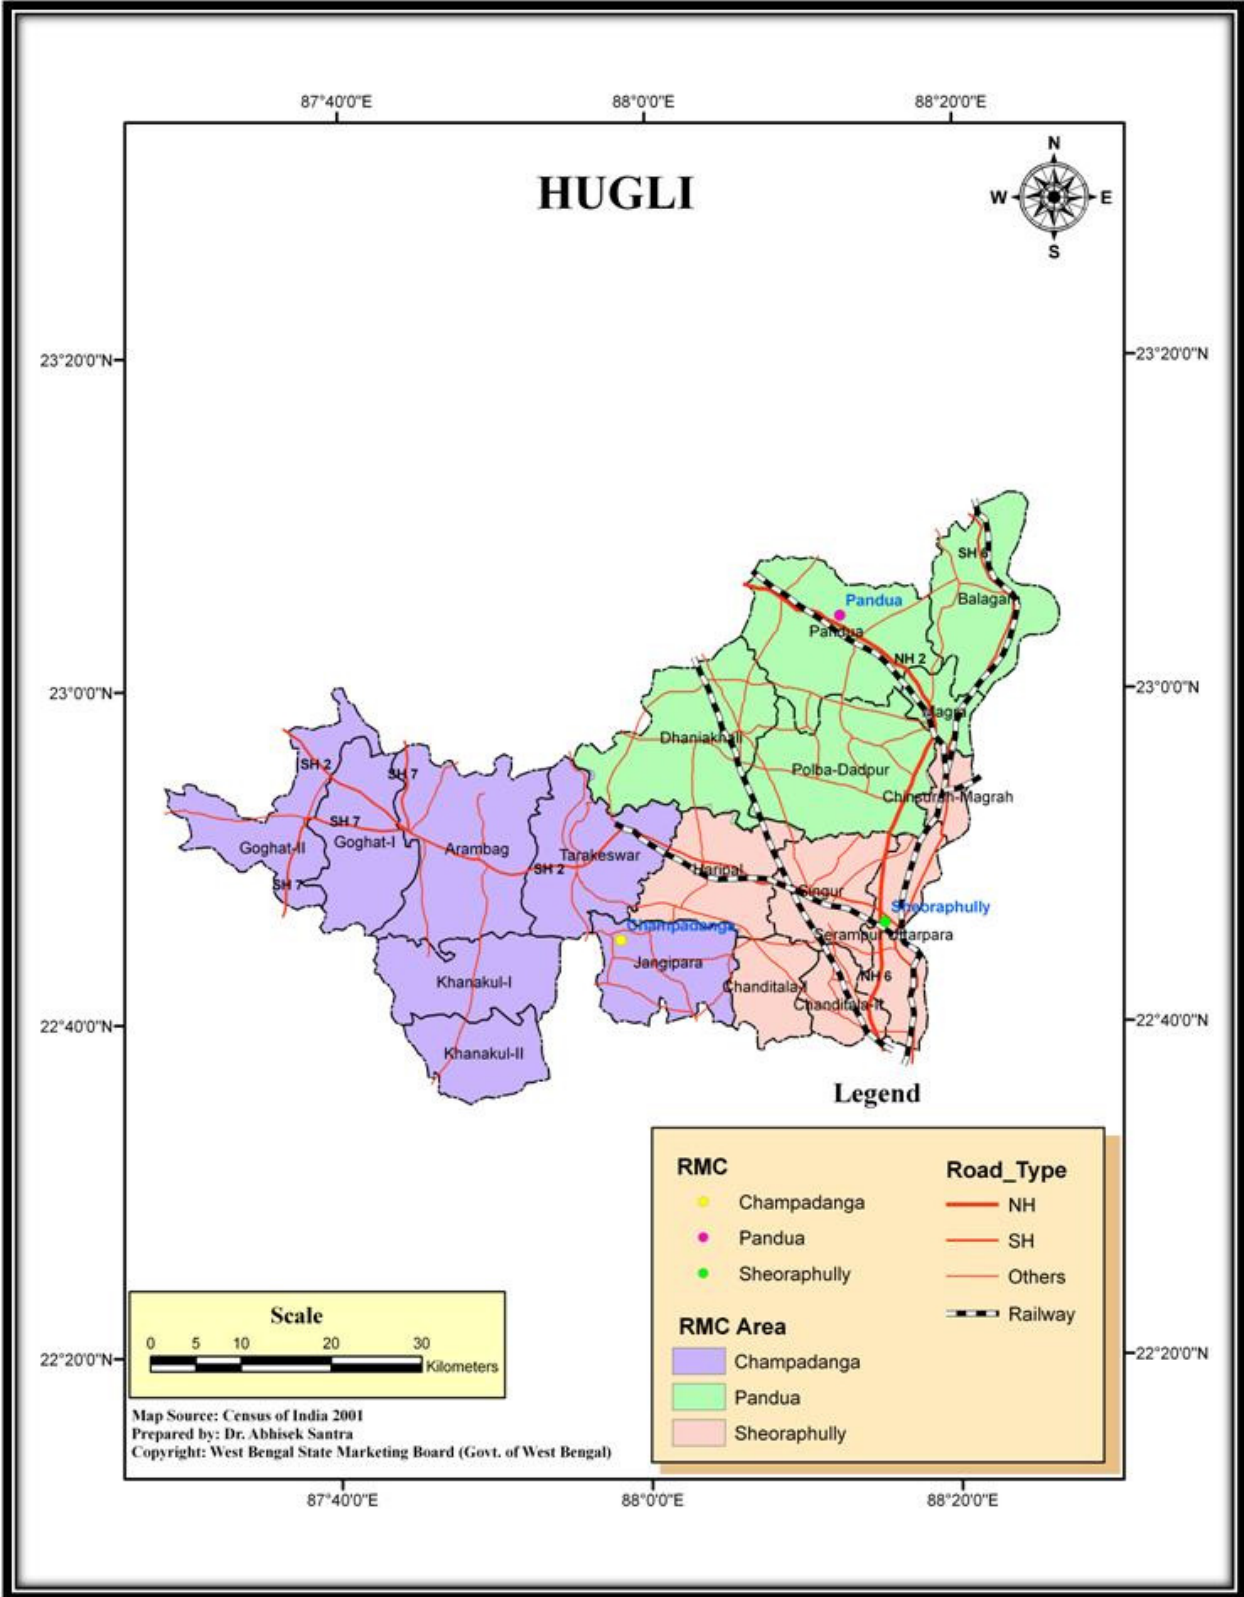 87°40'0"E
88°0'0"E
88°20'0"E
N
W
E
S
HUGLI
23°20'0"N
23°20'0"N
SH 6
Balagarh
Pandua
Pandua
NH 2
23°0'0"N
23°0'0"N
Magra
Dhaniakhali
SH 2
SH 7
Polba-Dadpur
Chinsurah-Magrah
SH 7
Goghat-II
Goghat-I
Arambag
Tarakeswar
SH 2
Haripal
SH 7
Singur
Sheoraphully
Champadanga
Serampur Uttarpara
Jangipara
Khanakul-I
Chanditala-I
NH 6
Chanditala-II
22°40'0"N
22°40'0"N
Khanakul-II
Legend
RMC
Champadanga
Pandua
Sheoraphully
RMC Area
Champadanga
Pandua
Sheoraphully
Road_Type
NH
SH
Others
Railway
Scale
0 5 10 20 30
Kilometers
22°20'0"N
22°20'0"N
Map Source: Census of India 2001
Prepared by: Dr. Abhisek Santra
Copyright: West Bengal State Marketing Board (Govt. of West Bengal)
87°40'0"E
88°0'0"E
88°20'0"E